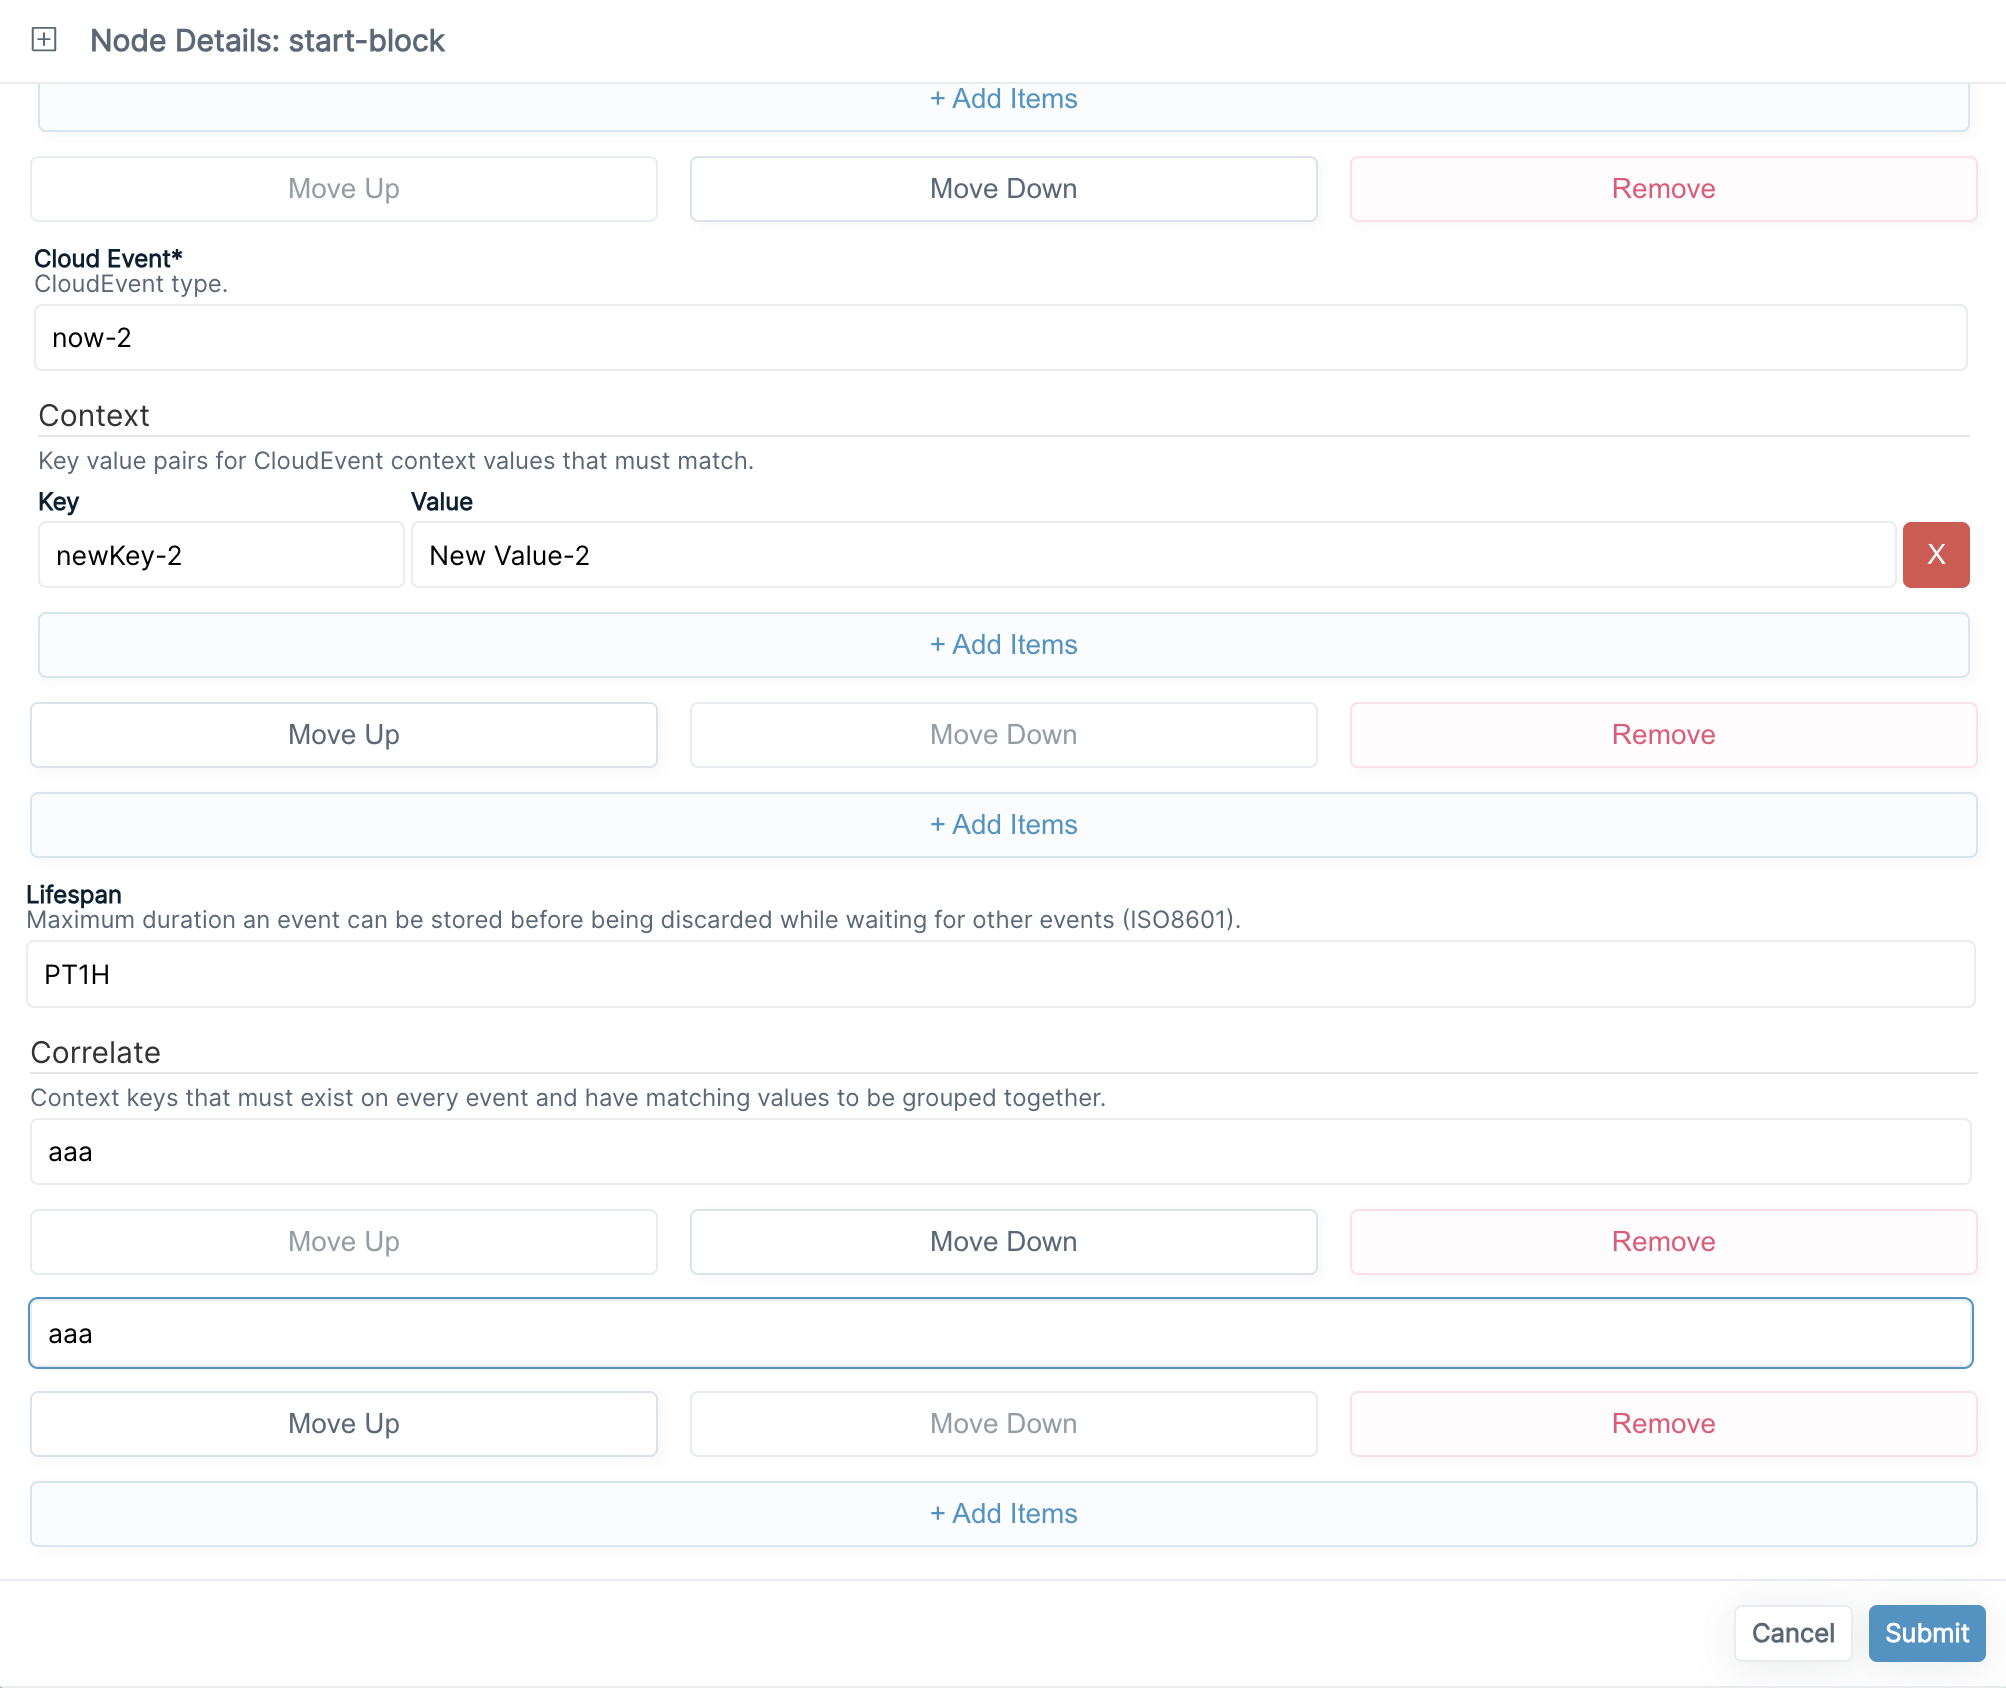 Node Details: start-block
+ Add Items
Move Up Move Down Remove
Cloud Event*
CloudEvent type.
now-2
Context
Key value pairs for CloudEvent context values that must match.
Key Value
newKey-2 New Value-2 X
+ Add Items
Move Up Move Down Remove
+ Add Items
Lifespan
Maximum duration an event can be stored before being discarded while waiting for other events (ISO8601).
PT1H
Correlate
Context keys that must exist on every event and have matching values to be grouped together.
aaa
Move Up Move Down Remove
aaa
Move Up Move Down Remove
+ Add Items
Cancel Submit